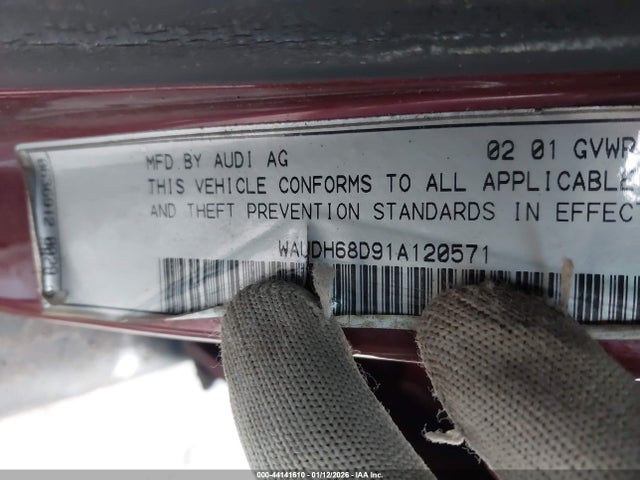 MFD.BY AUDI AG 02 01 GVWR
THIS VEHICLE CONFORMS TO ALL APPLICABLE
AND THEFT PREVENTION STANDARDS IN EFFECT
WAUDH68D91A120571
000-44141610 - 01/12/2026 - IAA Inc.